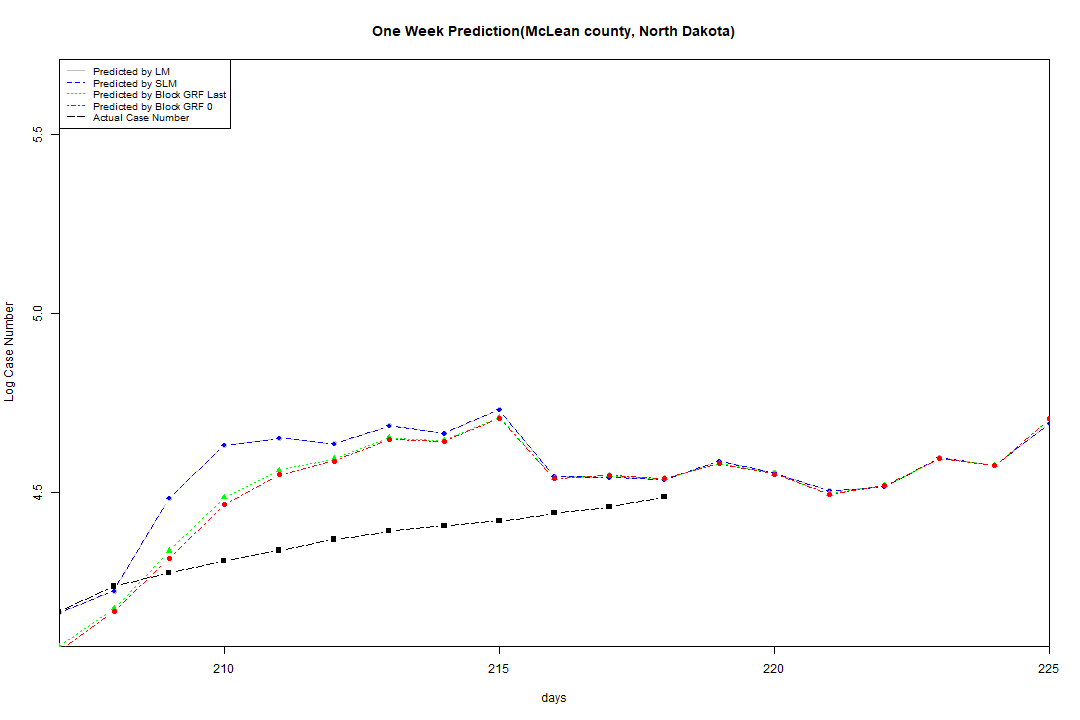 One Week Prediction(McLean county, North Dakota)
Predicted by LM
Predicted by SLM
Predicted by Block GRF Last
Predicted by Block GRF 0
Actual Case Number
5.5
5.0
4.5
Log Case Number
210
215
220
225
days